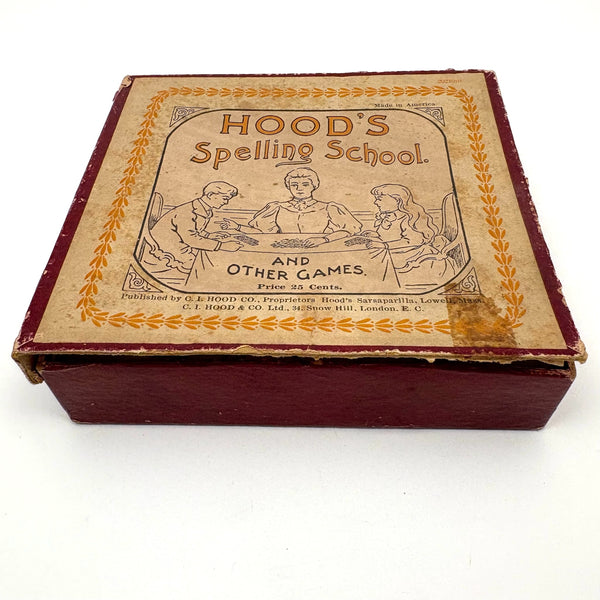 Made in America
HOOD'S
Spelling School.
AND
OTHER GAMES.
Price 25 Cents.
Published by C. I. HOOD CO., Proprietors Hood's Sarsaparilla, Lowell, Mass.
C. I. HOOD & CO. Ltd., 34, Snow Hill, London, E. C.